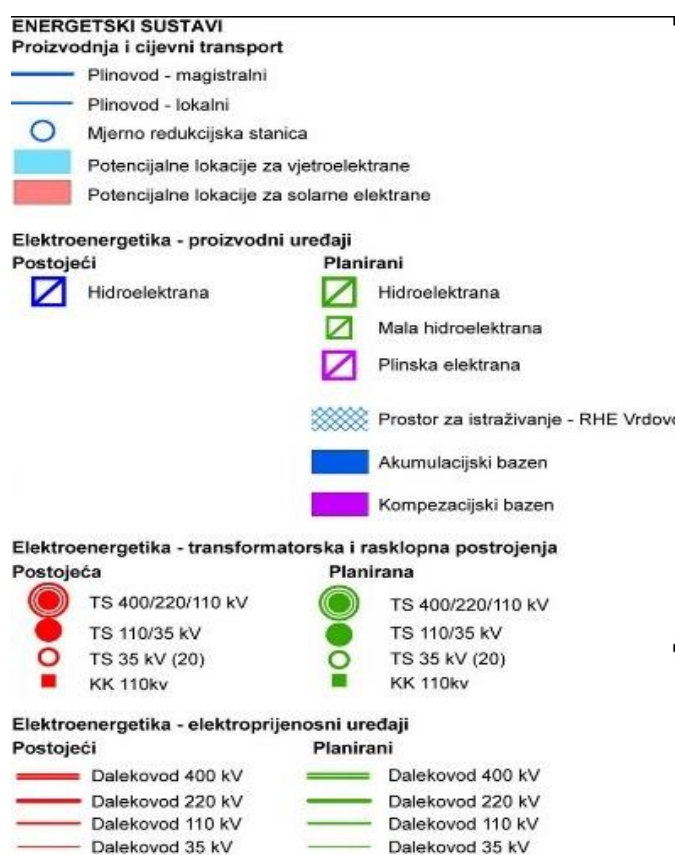 ENERGETSKI SUSTAVI
Proizvodnja i cijevni transport
Plinovod - magistralni
Plinovod - lokalni
Mjerno redukcijska stanica
Potencijalne lokacije za vjetroelektrane
Potencijalne lokacije za solarne elektrane
Elektroenergetika - proizvodni uređaji
Postojeći Planirani
Hidroelektrana Hidroelektrana
Mala hidroelektrana
Plinska elektrana
Prostor za istraživanje - RHE Vrdovo
Akumulacijski bazen
Kompezacijski bazen
Elektroenergetika - transformatorska i rasklopna postrojenja
Postojeća Planirana
TS 400/220/110 kV TS 400/220/110 kV
TS 110/35 kV TS 110/35 kV
TS 35 kV (20) TS 35 kV (20)
KK 110kv KK 110kv
Elektroenergetika - elektroprijenosni uređaji
Postojeći Planirani
Dalekovod 400 kV Dalekovod 400 kV
Dalekovod 220 kV Dalekovod 220 kV
Dalekovod 110 kV Dalekovod 110 kV
Dalekovod 35 kV Dalekovod 35 kV